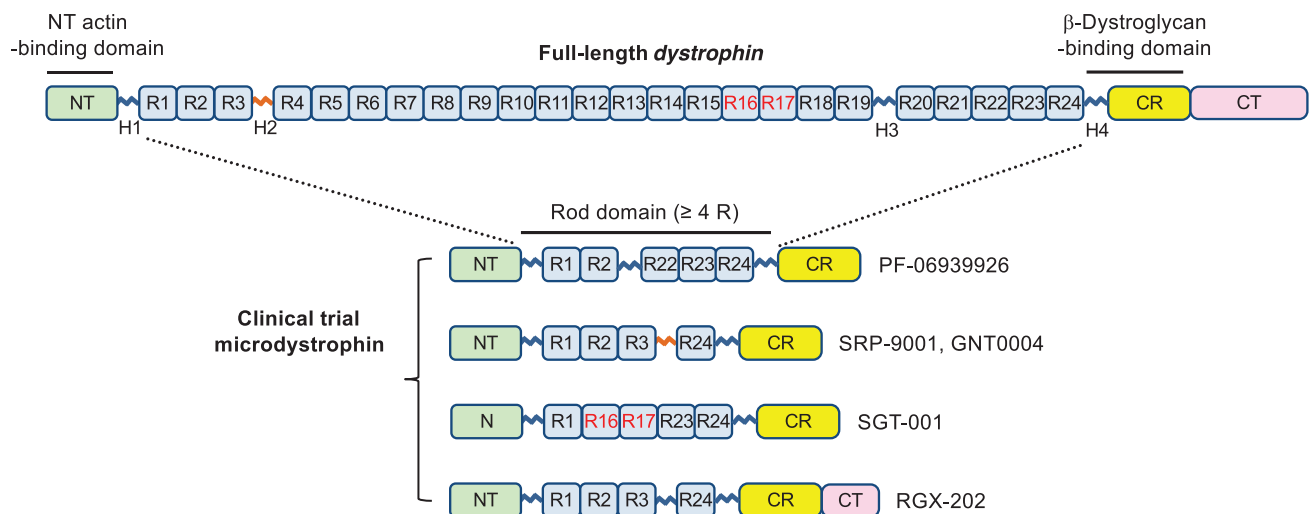 NT actin
-binding domain
Full-length dystrophin
β-Dystroglycan
-binding domain
NT R1 R2 R3 R4 R5 R6 R7 R8 R9 R10 R11 R12 R13 R14 R15 R16 R17 R18 R19 R20 R21 R22 R23 R24 CR CT
H1 H2 H3 H4
Rod domain (≥ 4 R)
NT R1 R2 R22 R23 R24 CR PF-06939926
Clinical trial
microdystrophin
NT R1 R2 R3 R24 CR SRP-9001, GNT0004
N R1 R16 R17 R23 R24 CR SGT-001
NT R1 R2 R3 R24 CR CT RGX-202